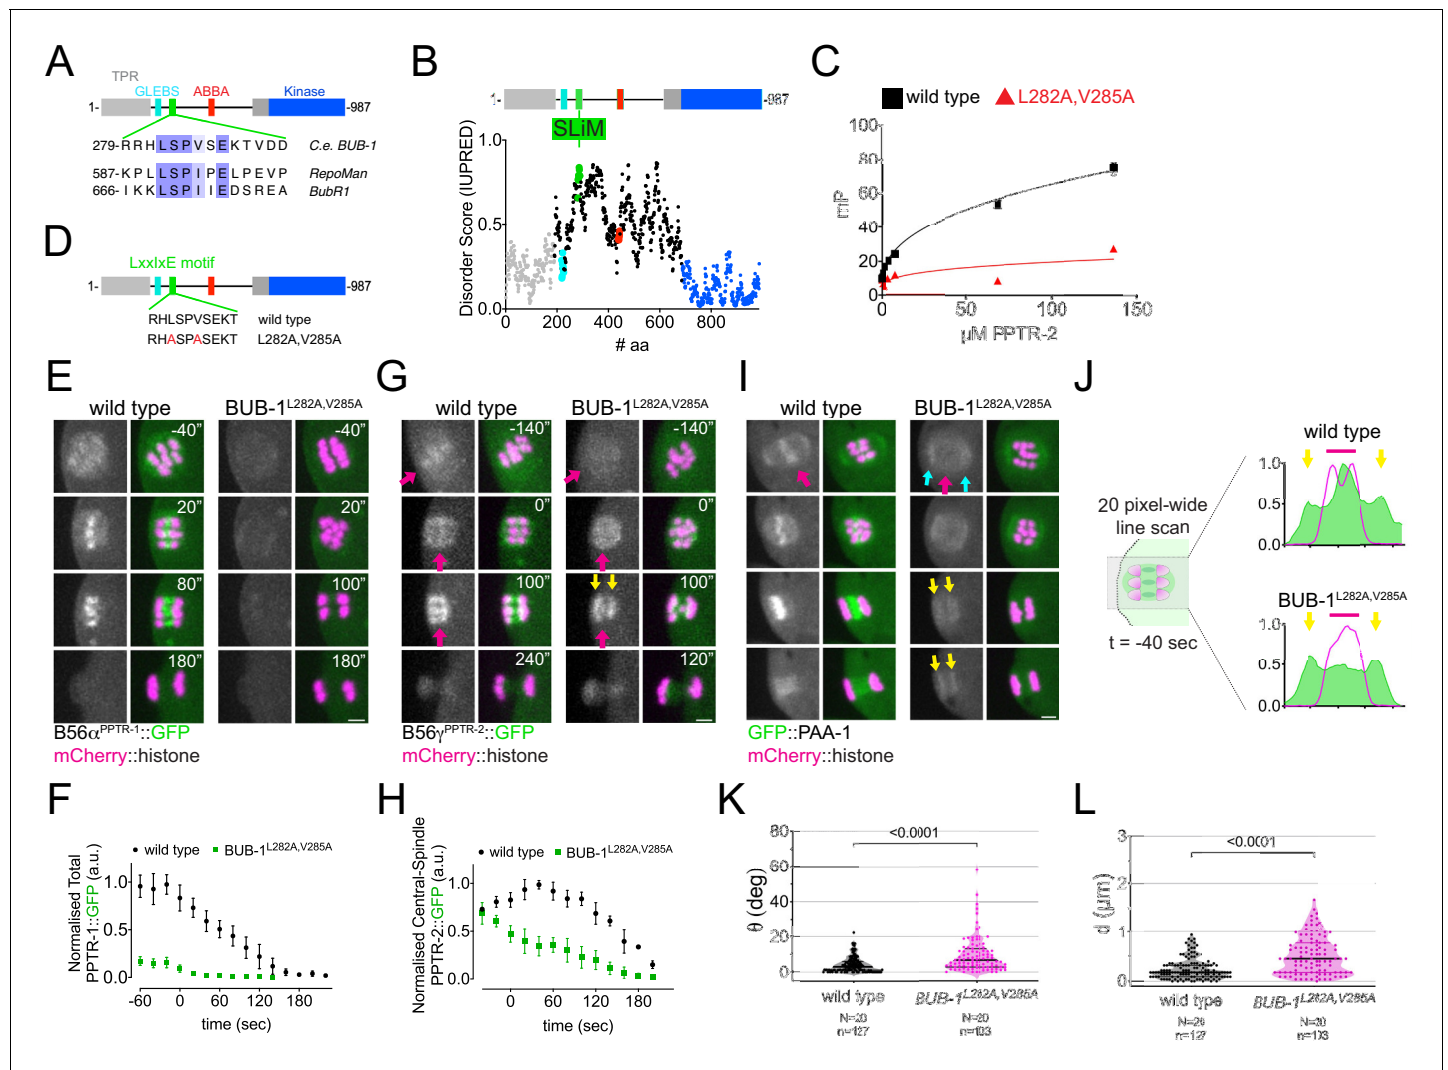 A
TPR
GLEBS
ABBA
Kinase
1-
-987
279-RRHLSPVSEKTVDD C.e. BUB-1
587-KPLLSPIPELPEVP RepoMan
666-IKKLSPIIEDSREA BubR1
B
1-
-987
SLiM
Disorder Score (IUPRED)
1.0
0.5
0.0
0 200 400 600 800
# aa
C
wild type L282A,V285A
mP
100
80
60
40
20
0
0 50 100 150
µM PPTR-2
D
LxxIxE motif
1-
-987
RHLSPVSEKT wild type
RHASPASEKT L282A,V285A
E
wild type BUB-1L282A,V285A
-40” -40”
20” 20”
80” 100”
180” 180”
B56αPPTR-1::GFP
mCherry::histone
G
wild type BUB-1L282A,V285A
-140” -140”
0” 0”
100” 100”
240” 120”
B56γPPTR-2::GFP
mCherry::histone
I
wild type BUB-1L282A,V285A
GFP::PAA-1
mCherry::histone
J
20 pixel-wide
line scan
t = -40 sec
wild type
1.0
0.5
0.0
BUB-1L282A,V285A
1.0
0.5
0.0
F
wild type BUB-1L282A,V285A
Normalised Total
PPTR-1::GFP (a.u.)
1.0
0.5
0.0
-60 0 60 120 180
time (sec)
H
wild type BUB-1L282A,V285A
Normalised Central-Spindle
PPTR-2::GFP (a.u.)
1.0
0.5
0.0
0 60 120 180
time (sec)
K
θ (deg)
80
60
40
20
0
<0.0001
wild type BUB-1L282A,V285A
N=20 N=20
n=127 n=103
L
d (µm)
3
2
1
0
<0.0001
wild type BUB-1L282A,V285A
N=20 N=20
n=127 n=103